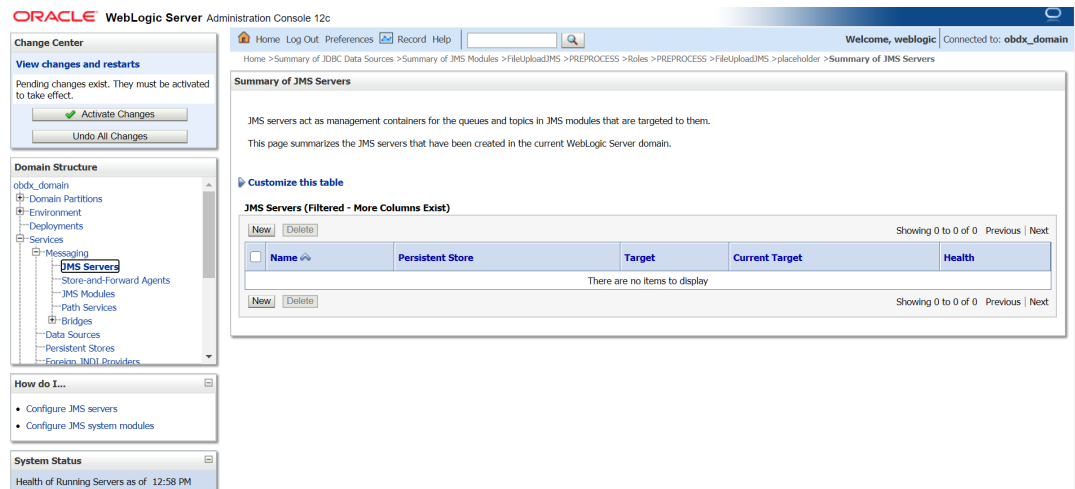 ORACLE WebLogic Server Administration Console 12c
Change Center
View changes and restarts
Pending changes exist. They must be activated
to take effect.
Activate Changes
Undo All Changes
Domain Structure
obdx_domain
Domain Partitions
Environment
Deployments
Services
Messaging
JMS Servers
Store-and-Forward Agents
JMS Modules
Path Services
Bridges
Data Sources
Persistent Stores
Foreign JNDI Providers
How do I...
Configure JMS servers
Configure JMS system modules
System Status
Health of Running Servers as of 12:58 PM
Home Log Out Preferences Record Help
Welcome, weblogic Connected to: obdx_domain
Home >Summary of JDBC Data Sources >Summary of JMS Modules >FileUploadJMS >PREPROCESS >Roles >PREPROCESS >FileUploadJMS >placeholder >Summary of JMS Servers
Summary of JMS Servers
JMS servers act as management containers for the queues and topics in JMS modules that are targeted to them.
This page summarizes the JMS servers that have been created in the current WebLogic Server domain.
Customize this table
JMS Servers (Filtered - More Columns Exist)
New Delete Showing 0 to 0 of 0 Previous | Next
Name Persistent Store Target Current Target Health
There are no items to display
New Delete Showing 0 to 0 of 0 Previous | Next